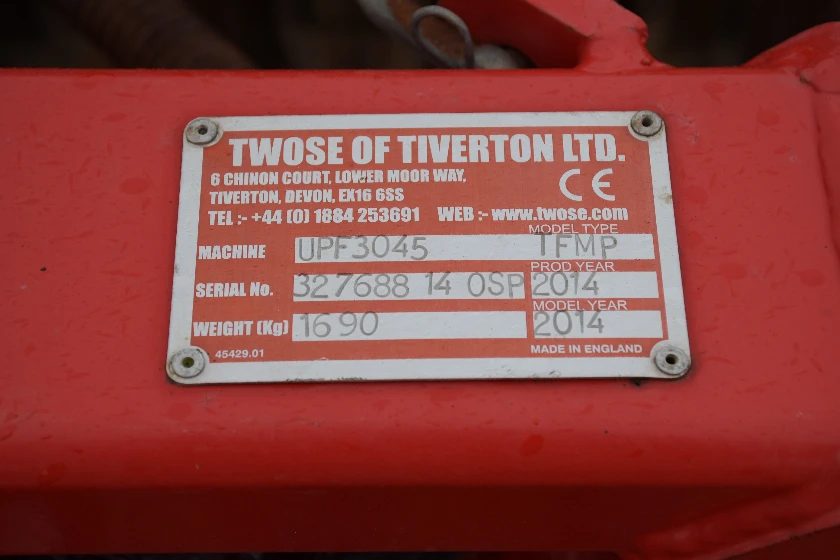 TWOSE OF TIVERTON LTD.
6 CHINON COURT, LOWER MOOR WAY,
TIVERTON, DEVON, EX16 6SS
CE
TEL :- +44 (0) 1884 253691 WEB :- www.twose.com
MODEL TYPE
MACHINE UPF3045 TFMP
PROD YEAR
SERIAL No. 327688 14 OSP 2014
MODEL YEAR
WEIGHT (Kg) 1690 2014
45429.01 MADE IN ENGLAND